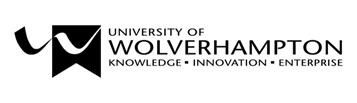 UNIVERSITY OF
WOLVERHAMPTON
KNOWLEDGE ▪ INNOVATION ▪ ENTERPRISE